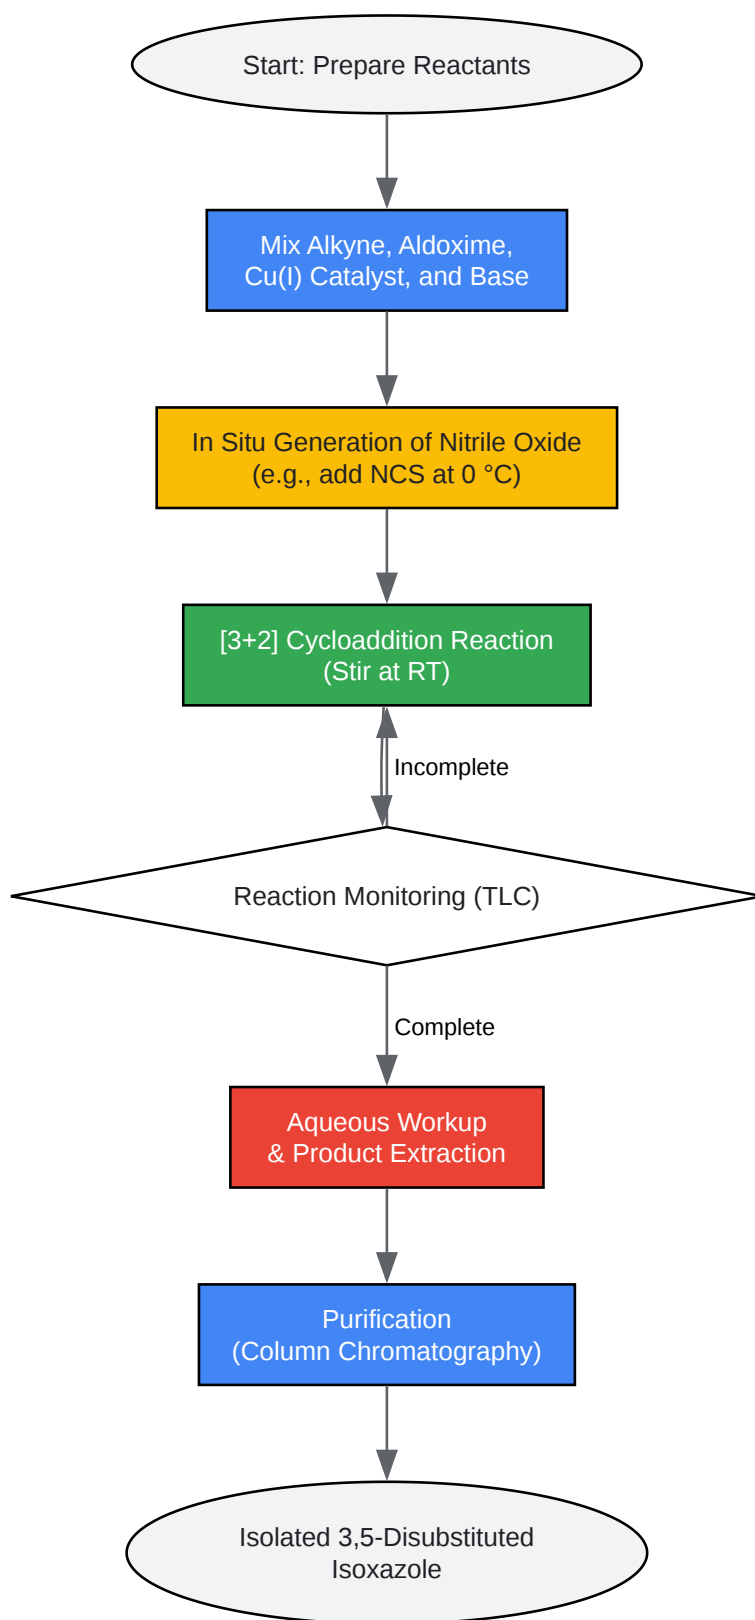 Start: Prepare Reactants
Mix Alkyne, Aldoxime,
Cu(I) Catalyst, and Base
In Situ Generation of Nitrile Oxide
(e.g., add NCS at 0 °C)
[3+2] Cycloaddition Reaction
(Stir at RT)
Incomplete
Reaction Monitoring (TLC)
Complete
Aqueous Workup
& Product Extraction
Purification
(Column Chromatography)
Isolated 3,5-Disubstituted
Isoxazole